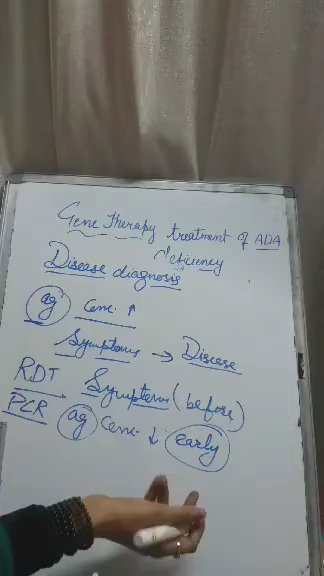 Gene Therapy treatment of ADA
deficiency
Disease diagnosis
ag Conc. ↑
Symptoms → Disease
RDT Symptoms (before)
PCR ag Conc. ↓ early